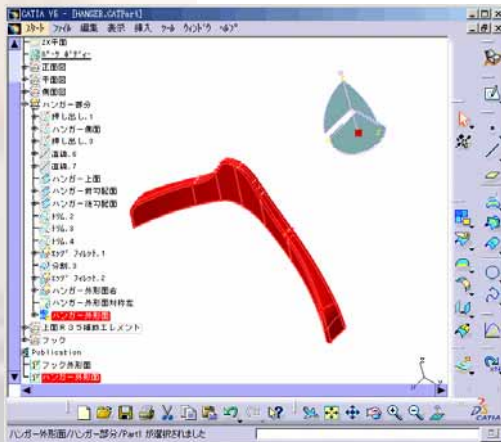 CATIA V5 - [HANGER.CATPart]
スタート ファイル 編集 表示 挿入 ツール ウィンドウ ヘルプ
ZX平面
パーツ ボディー
正面図
平面図
側面図
ハンガー部分
押し出し.1
ハンガー側面
押し出し.3
直線.6
直線.7
ハンガー上面
ハンガー前勾配面
ハンガー後勾配面
トリム.2
トリム.3
トリム.4
エッジ フィレット.1
分割.3
エッジ フィレット.2
ハンガー外形面右
ハンガー外形面対称左
ハンガー外形面
上面R35補助エレメント
フック
Publication
フック外形面
ハンガー外形面
CATIA
ハンガー外形面/ハンガー部分/Part1 が選択されました